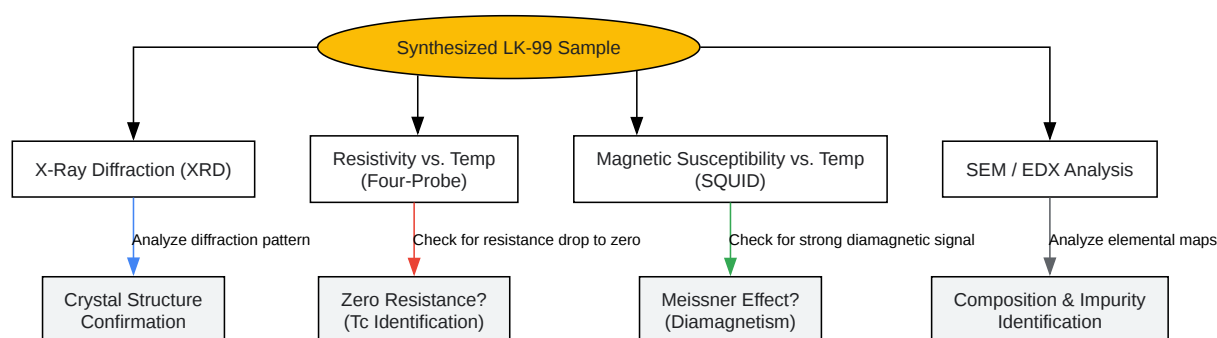 Synthesized LK-99 Sample
X-Ray Diffraction (XRD)
Resistivity vs. Temp
(Four-Probe)
Magnetic Susceptibility vs. Temp
(SQUID)
SEM / EDX Analysis
Analyze diffraction pattern
Check for resistance drop to zero
Check for strong diamagnetic signal
Analyze elemental maps
Crystal Structure
Confirmation
Zero Resistance?
(Tc Identification)
Meissner Effect?
(Diamagnetism)
Composition & Impurity
Identification